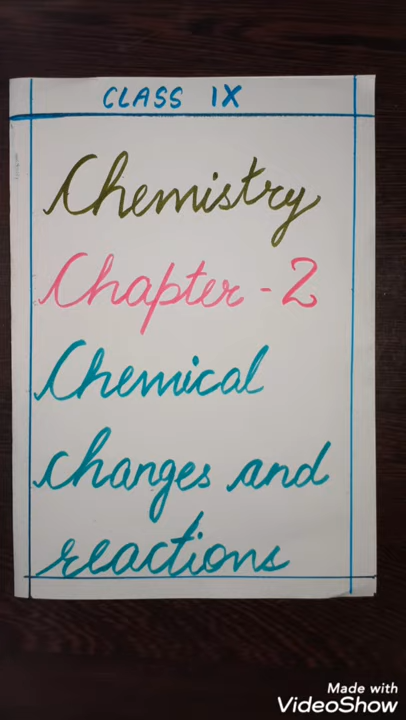 CLASS IX
Chemistry
Chapter - 2
Chemical
changes and
reactions
Made with
VideoShow